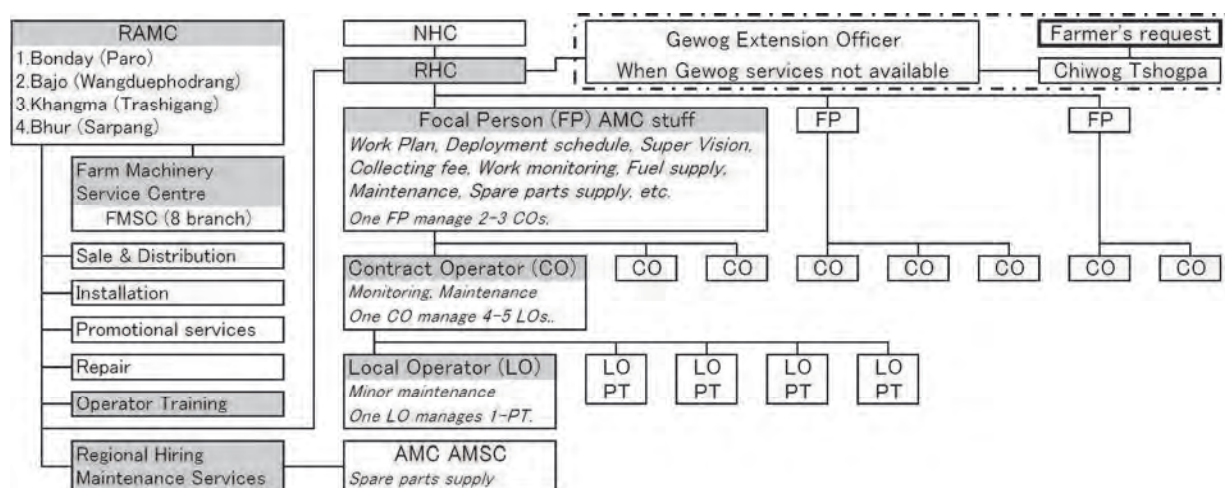 RAMC
1.Bonday (Paro)
2.Bajo (Wangduephodrang)
3.Khangma (Trashigang)
4.Bhur (Sarpang)
Farm Machinery
Service Centre
FMSC (8 branch)
Sale & Distribution
Installation
Promotional services
Repair
Operator Training
Regional Hiring
Maintenance Services
NHC
RHC
Gewog Extension Officer
When Gewog services not available
Farmer's request
Chiwog Tshogpa
Focal Person (FP) AMC stuff
Work Plan, Deployment schedule, Super Vision,
Collecting fee, Work monitoring, Fuel supply,
Maintenance, Spare parts supply, etc.
One FP manage 2-3 COs.
FP
FP
Contract Operator (CO)
Monitoring, Maintenance
One CO manage 4-5 LOs..
CO
CO
CO
CO
CO
CO
CO
Local Operator (LO)
Minor maintenance
One LO manages 1-PT.
LO
PT
LO
PT
LO
PT
LO
PT
AMC AMSC
Spare parts supply